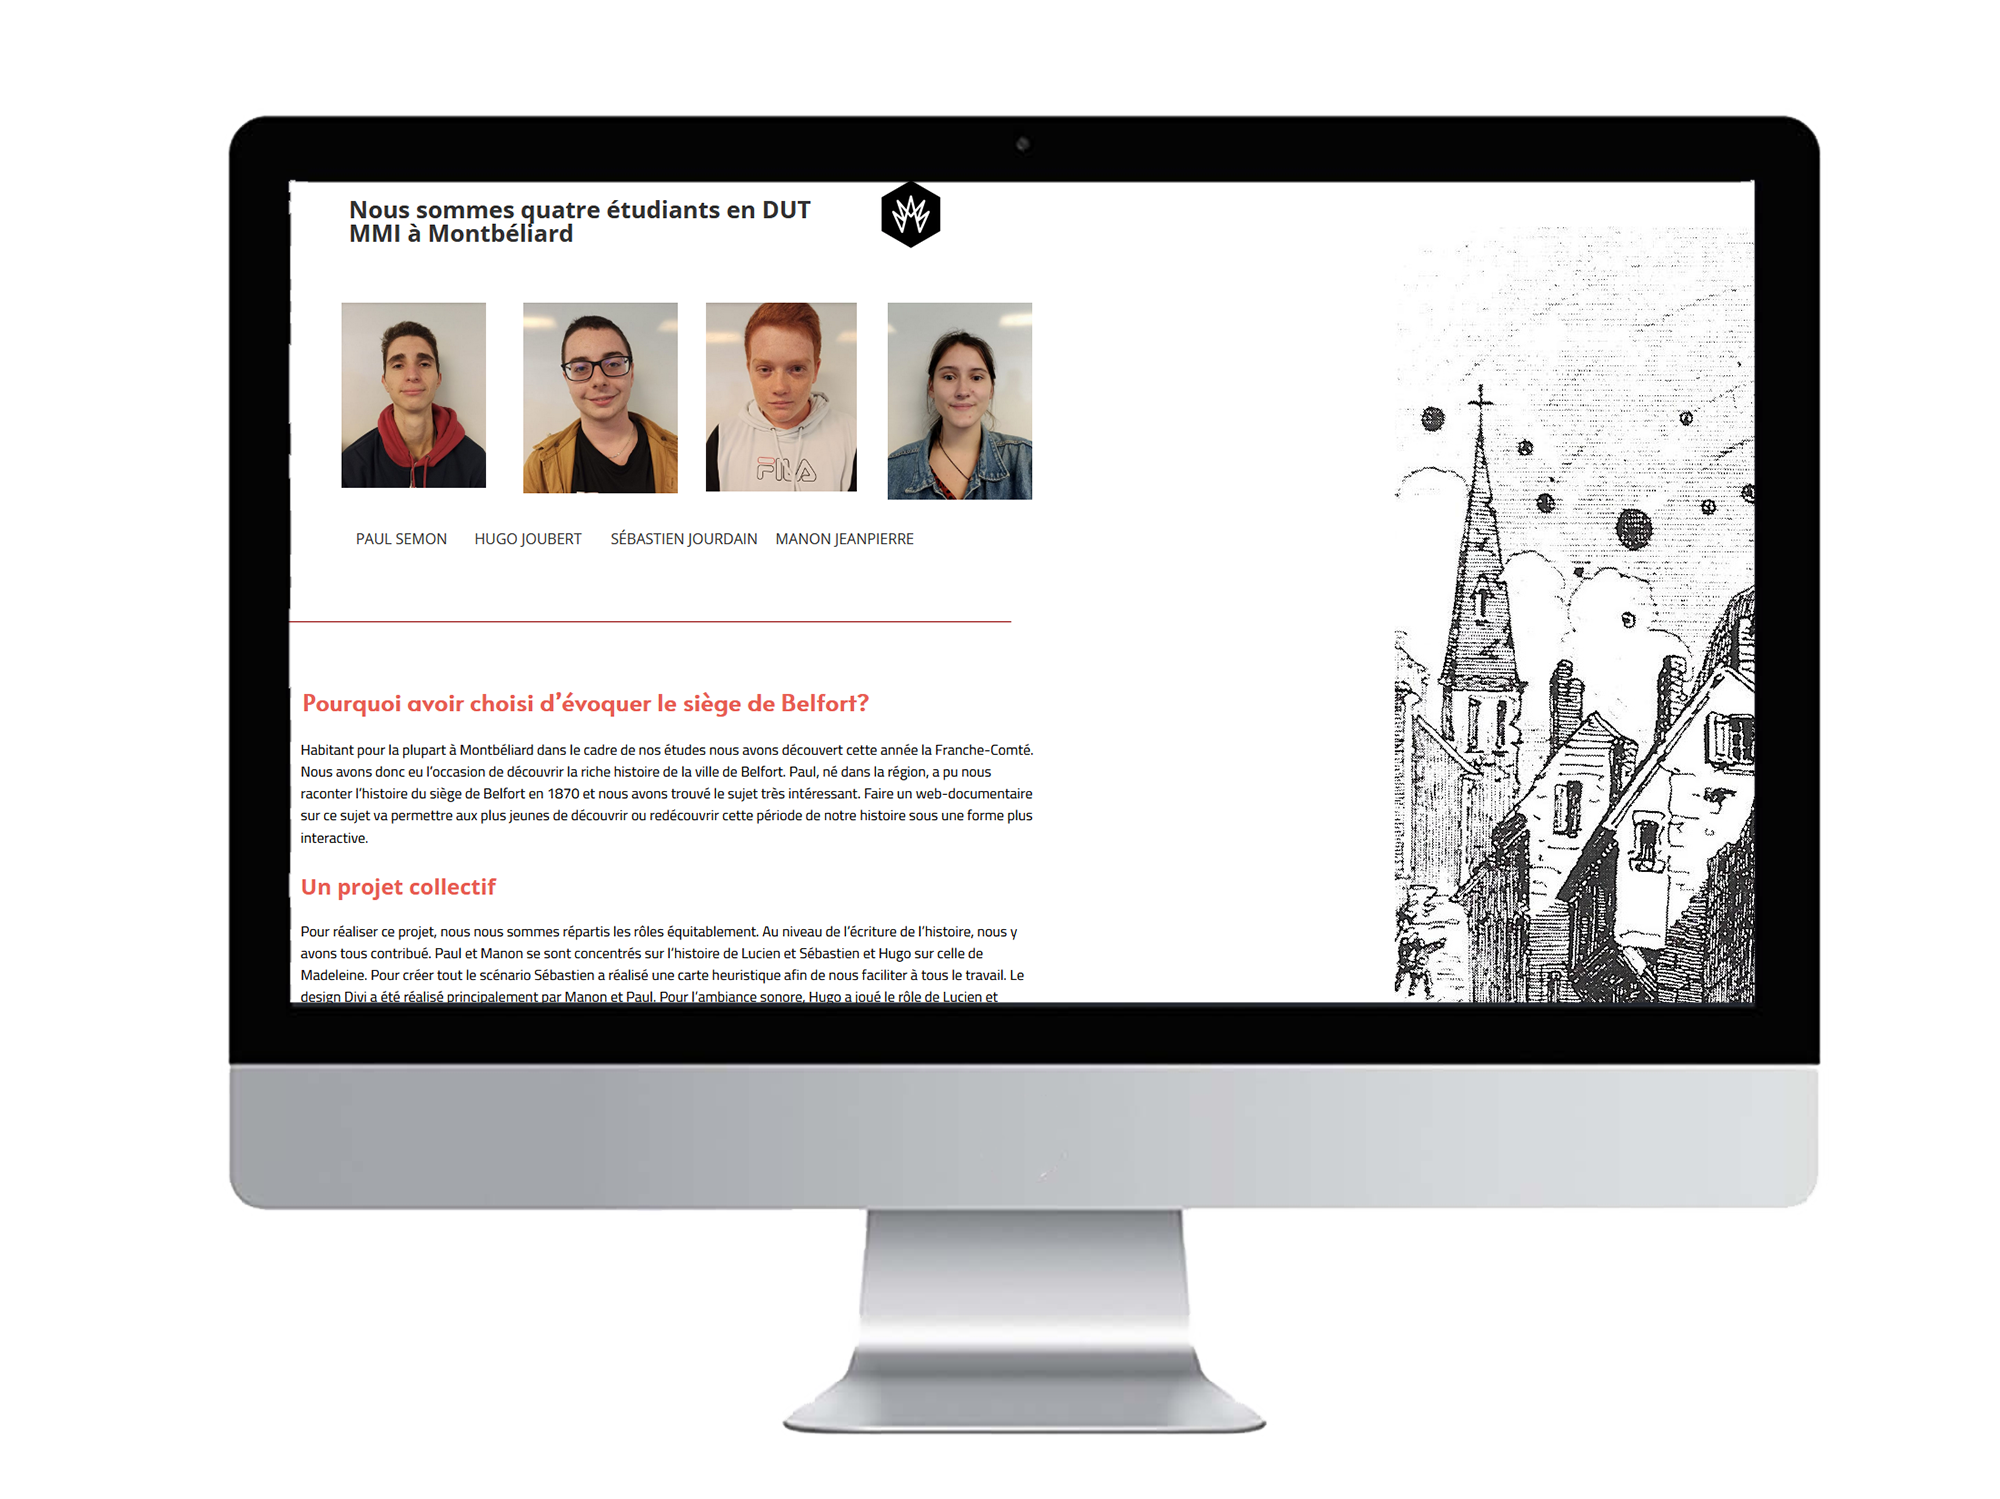 Nous sommes quatre étudiants en DUT
MMI à Montbéliard
FILA
PAUL SEMON HUGO JOUBERT SÉBASTIEN JOURDAIN MANON JEANPIERRE
Pourquoi avoir choisi d'évoquer le siège de Belfort?
Habitant pour la plupart à Montbéliard dans le cadre de nos études nous avons découvert cette année la Franche-Comté.
Nous avons donc eu l'occasion de découvrir la riche histoire de la ville de Belfort. Paul, né dans la région, a pu nous
raconter l'histoire du siège de Belfort en 1870 et nous avons trouvé le sujet très intéressant. Faire un web-documentaire
sur ce sujet va permettre aux plus jeunes de découvrir ou redécouvrir cette période de notre histoire sous une forme plus
interactive.
Un projet collectif
Pour réaliser ce projet, nous nous sommes répartis les rôles équitablement. Au niveau de l'écriture de l'histoire, nous y
avons tous contribué. Paul et Manon se sont concentrés sur l'histoire de Lucien et Sébastien et Hugo sur celle de
Madeleine. Pour créer tout le scénario Sébastien a réalisé une carte heuristique afin de nous faciliter à tous le travail. Le
design Divi a été réalisé principalement par Manon et Paul. Pour l'ambiance sonore, Hugo a joué le rôle de Lucien et